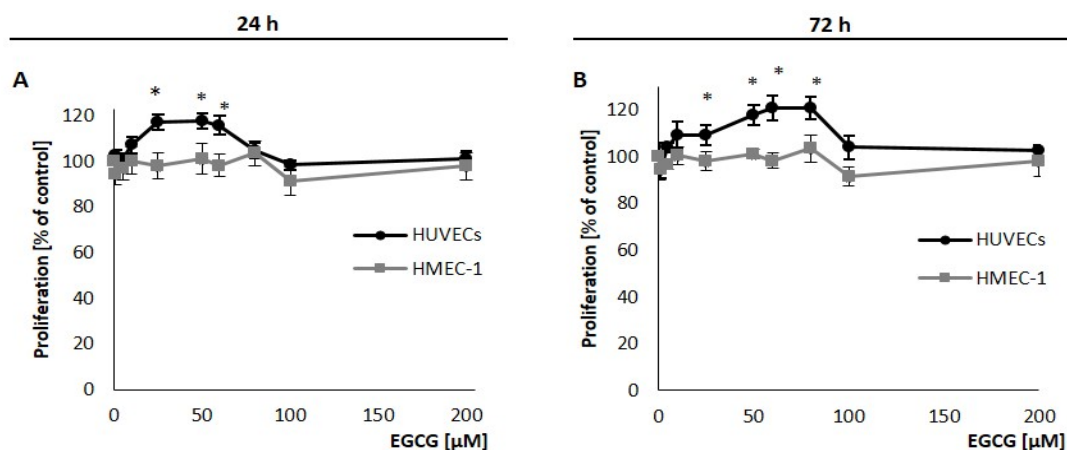 24 h
72 h
A
B
* * *
* * * *
Proliferation [% of control]
120
100
80
60
40
20
0
0 50 100 150 200
EGCG [µM]
HUVECs
HMEC-1
Proliferation [% of control]
120
100
80
60
40
20
0
0 50 100 150 200
EGCG [µM]
HUVECs
HMEC-1